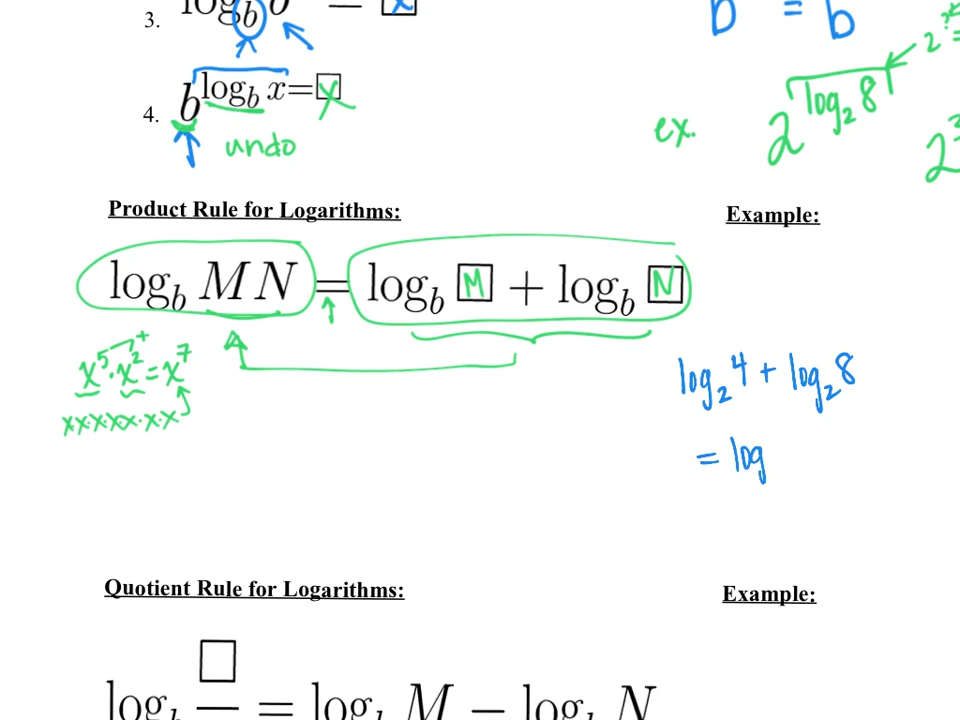 3. log_b b = x
b = b
4. b^{log_b x} = □ x
undo
ex. 2^{log_2 8}
Product Rule for Logarithms:
Example:
log_b MN = log_b M + log_b N
x^5 · x^2 = x^7
+
x·x·x·x·x·x·x
log_2 4 + log_2 8
= log
Quotient Rule for Logarithms:
Example:
log_b □/ = log_b M − log_b N